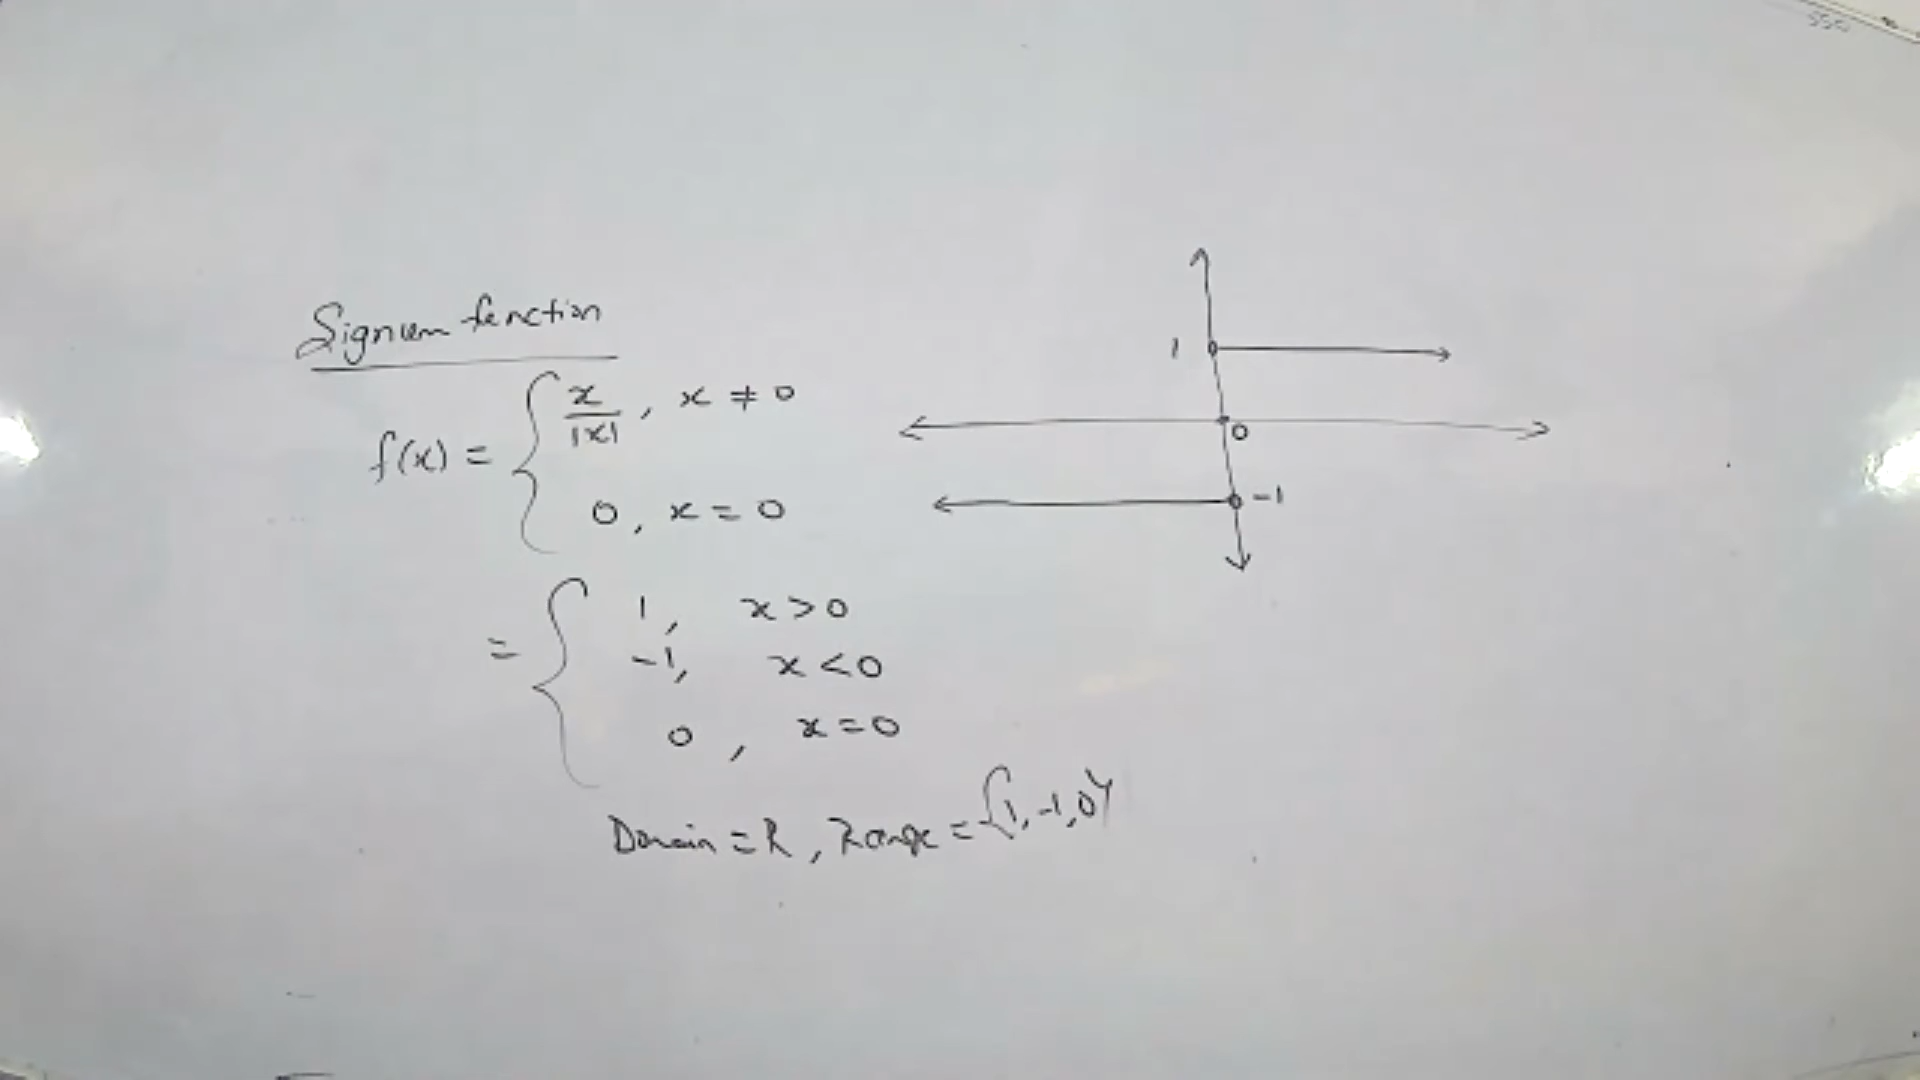 Signum function
f(x) = { x/|x|, x ≠ 0
0, x = 0
= { 1, x > 0
-1, x < 0
0, x = 0
Domain = R, Range = {1, -1, 0}
1
0
-1